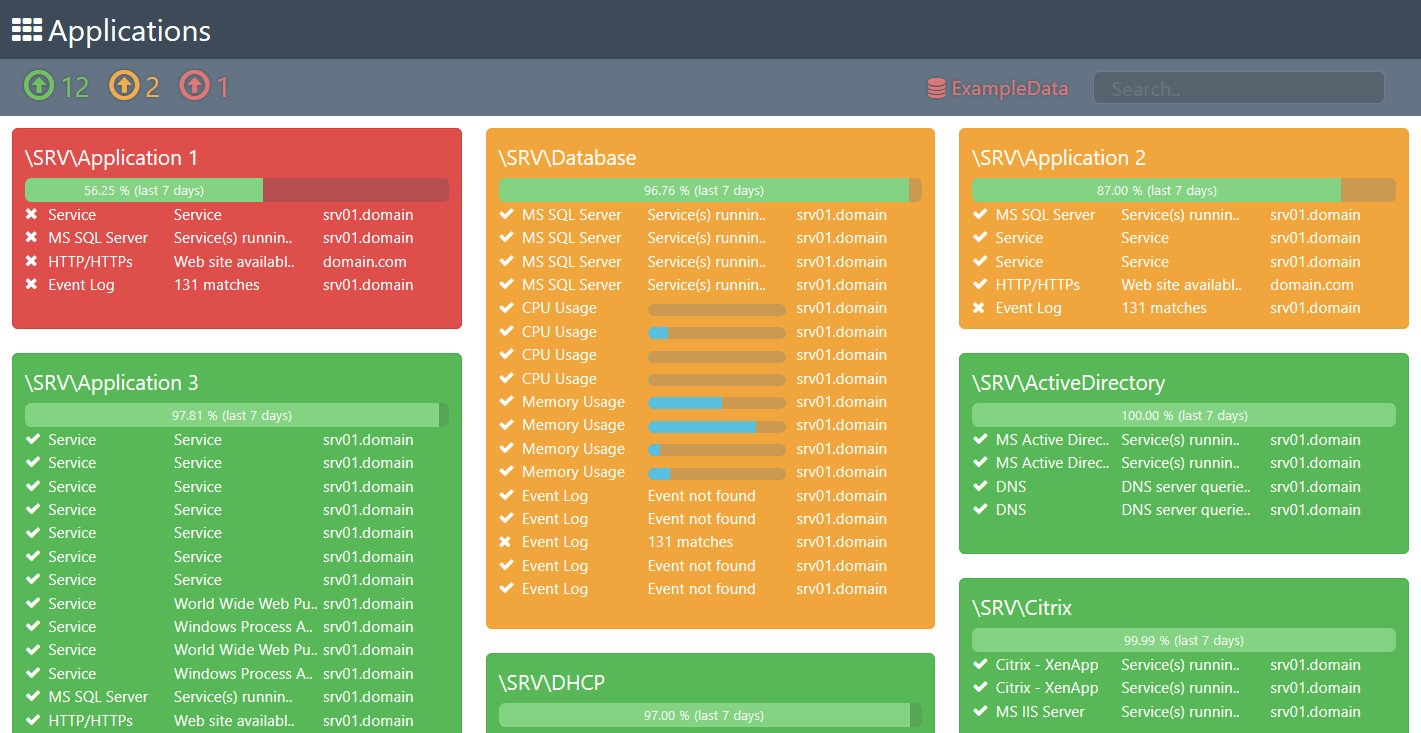 Applications
12 2 1 ExampleData Search..
\SRV\Application 1
56.25 % (last 7 days)
Service Service srv01.domain
MS SQL Server Service(s) runnin.. srv01.domain
HTTP/HTTPs Web site availabl.. domain.com
Event Log 131 matches srv01.domain
\SRV\Application 3
97.81 % (last 7 days)
Service Service srv01.domain
Service Service srv01.domain
Service Service srv01.domain
Service Service srv01.domain
Service Service srv01.domain
Service Service srv01.domain
Service Service srv01.domain
Service World Wide Web Pu.. srv01.domain
Service Windows Process A.. srv01.domain
Service World Wide Web Pu.. srv01.domain
Service Windows Process A.. srv01.domain
MS SQL Server Service(s) runnin.. srv01.domain
HTTP/HTTPs Web site availabl.. srv01.domain
\SRV\Database
96.76 % (last 7 days)
MS SQL Server Service(s) runnin.. srv01.domain
MS SQL Server Service(s) runnin.. srv01.domain
MS SQL Server Service(s) runnin.. srv01.domain
MS SQL Server Service(s) runnin.. srv01.domain
CPU Usage srv01.domain
CPU Usage srv01.domain
CPU Usage srv01.domain
CPU Usage srv01.domain
Memory Usage srv01.domain
Memory Usage srv01.domain
Memory Usage srv01.domain
Memory Usage srv01.domain
Event Log Event not found srv01.domain
Event Log Event not found srv01.domain
Event Log 131 matches srv01.domain
Event Log Event not found srv01.domain
Event Log Event not found srv01.domain
\SRV\DHCP
97.00 % (last 7 days)
\SRV\Application 2
87.00 % (last 7 days)
MS SQL Server Service(s) runnin.. srv01.domain
Service Service srv01.domain
Service Service srv01.domain
HTTP/HTTPs Web site availabl.. domain.com
Event Log 131 matches srv01.domain
\SRV\ActiveDirectory
100.00 % (last 7 days)
MS Active Direc.. Service(s) runnin.. srv01.domain
MS Active Direc.. Service(s) runnin.. srv01.domain
DNS DNS server querie.. srv01.domain
DNS DNS server querie.. srv01.domain
\SRV\Citrix
99.99 % (last 7 days)
Citrix - XenApp Service(s) runnin.. srv01.domain
Citrix - XenApp Service(s) runnin.. srv01.domain
MS IIS Server Service(s) runnin.. srv01.domain